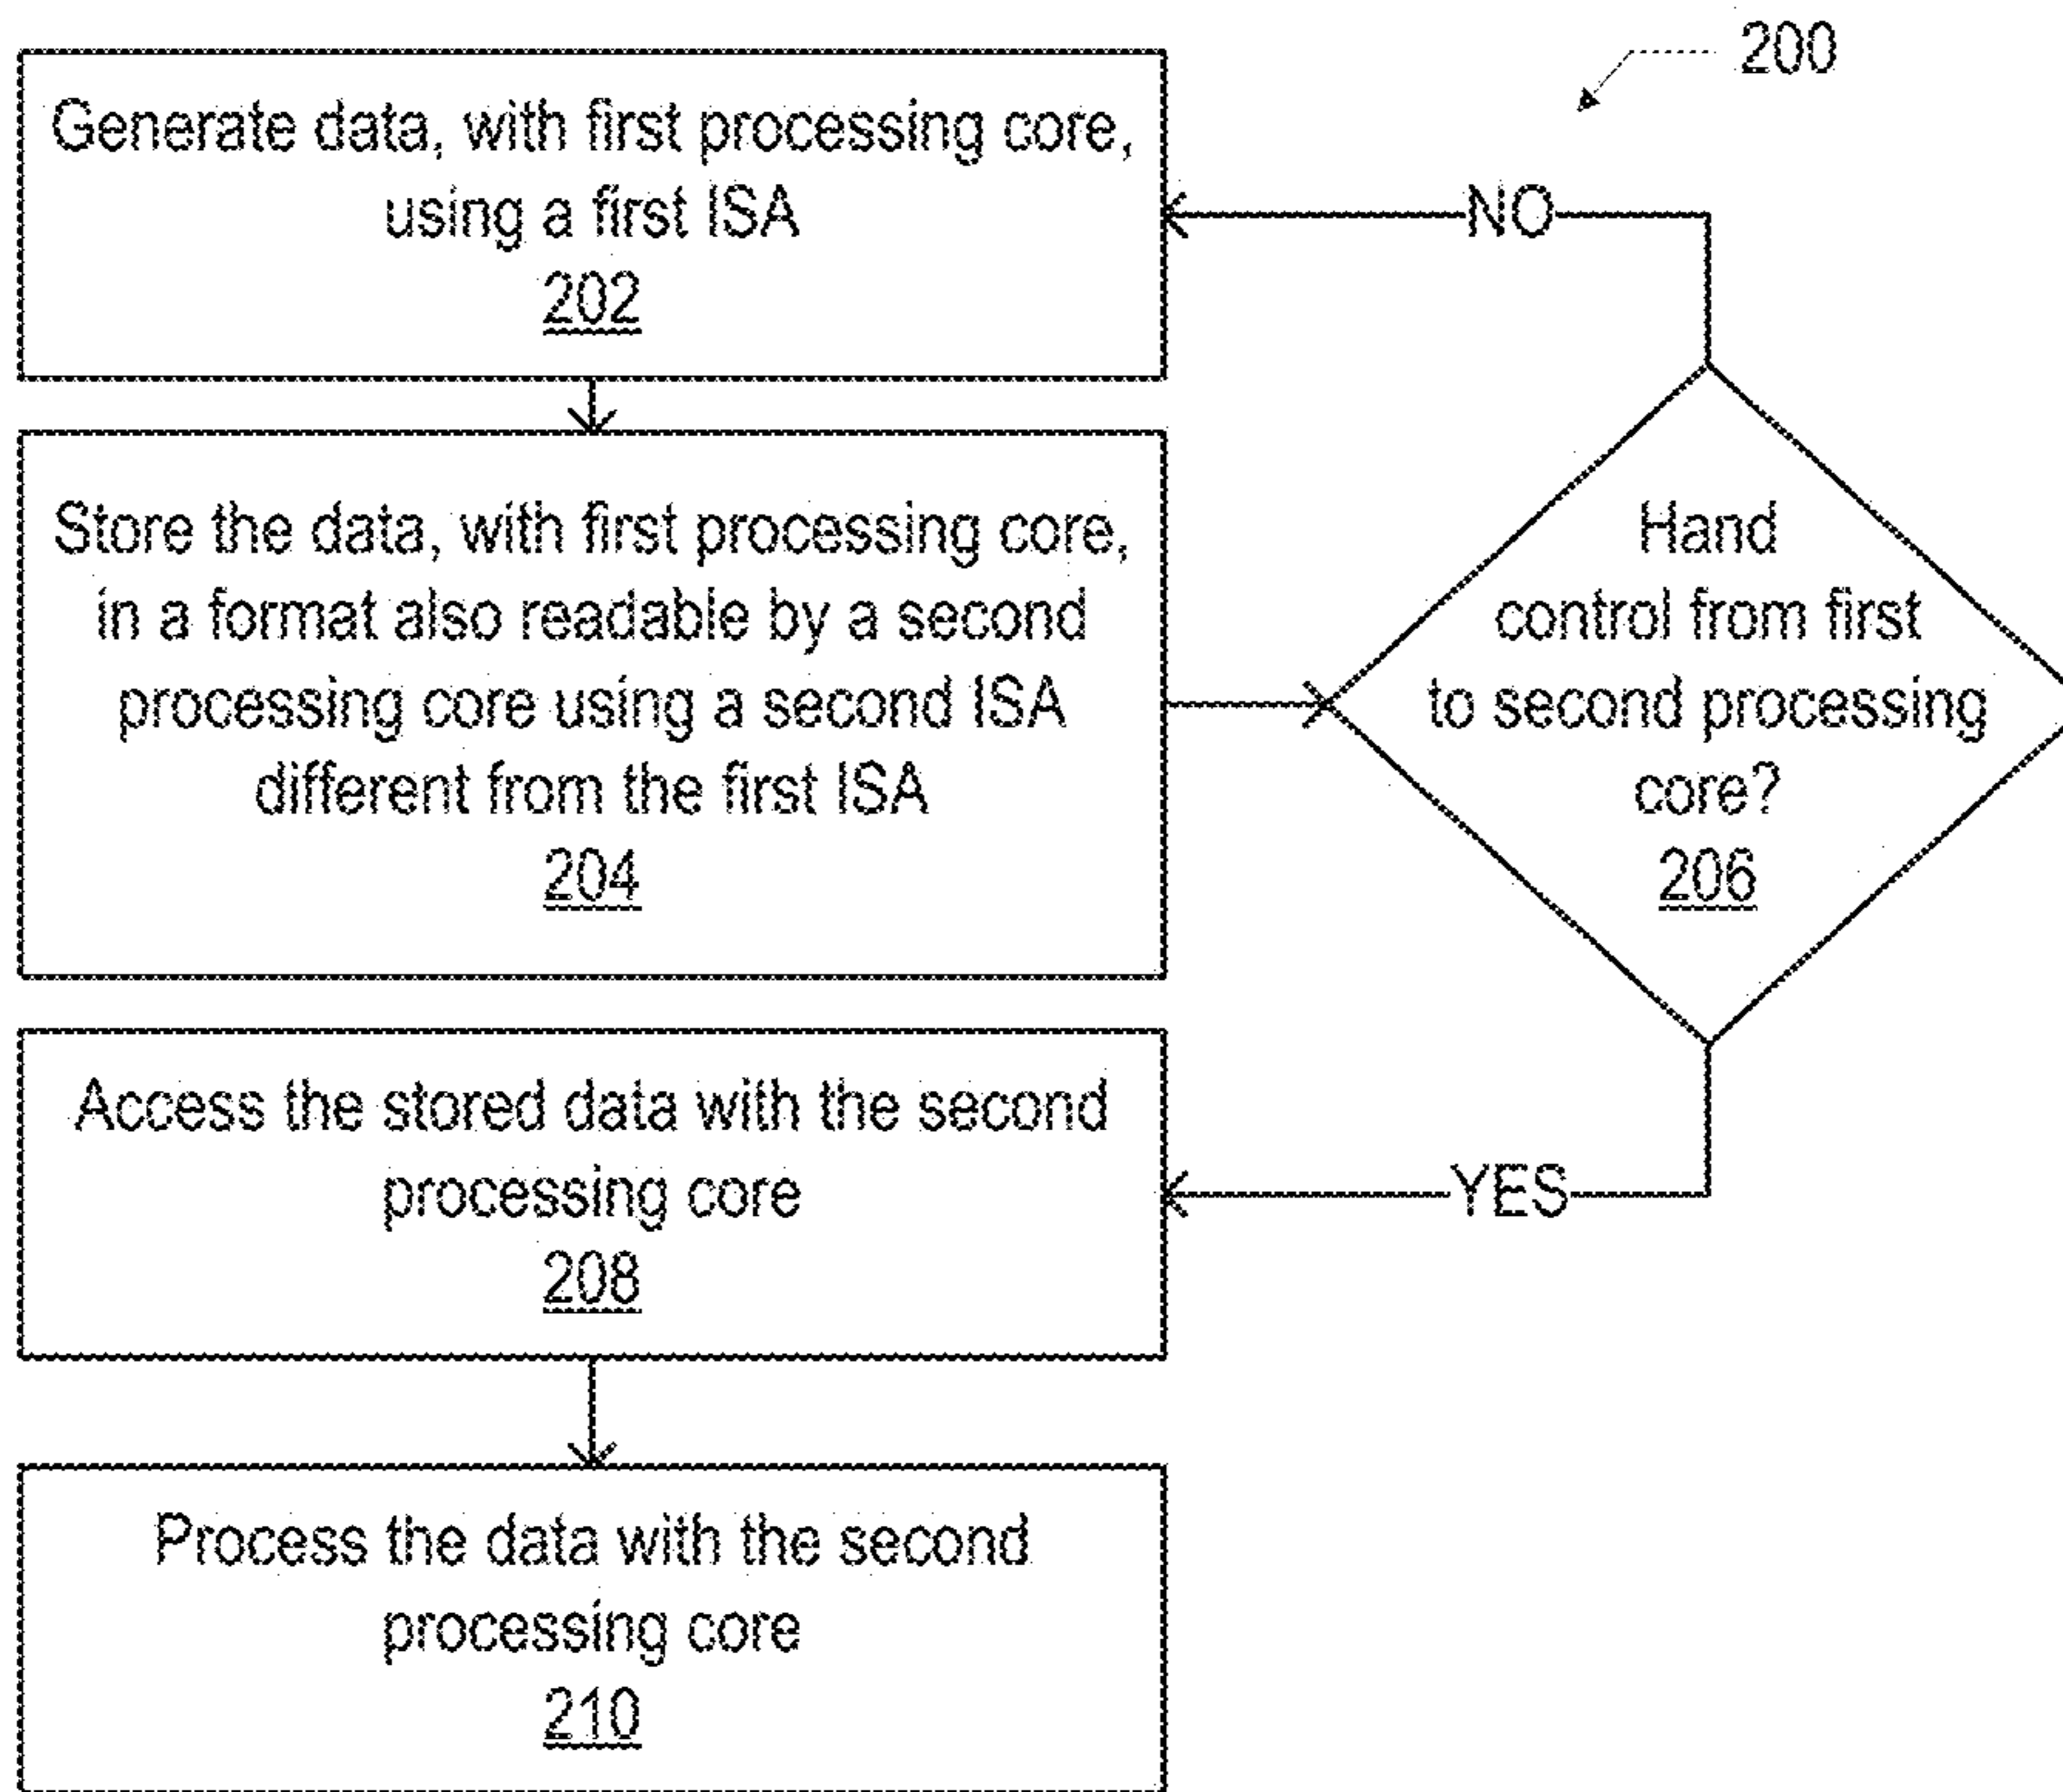 200
Generate data, with first processing core,
using a first ISA
202
NO
Store the data, with first processing core,
in a format also readable by a second
processing core using a second ISA
different from the first ISA
204
Hand
control from first
to second processing
core?
206
YES
Access the stored data with the second
processing core
208
Process the data with the second
processing core
210